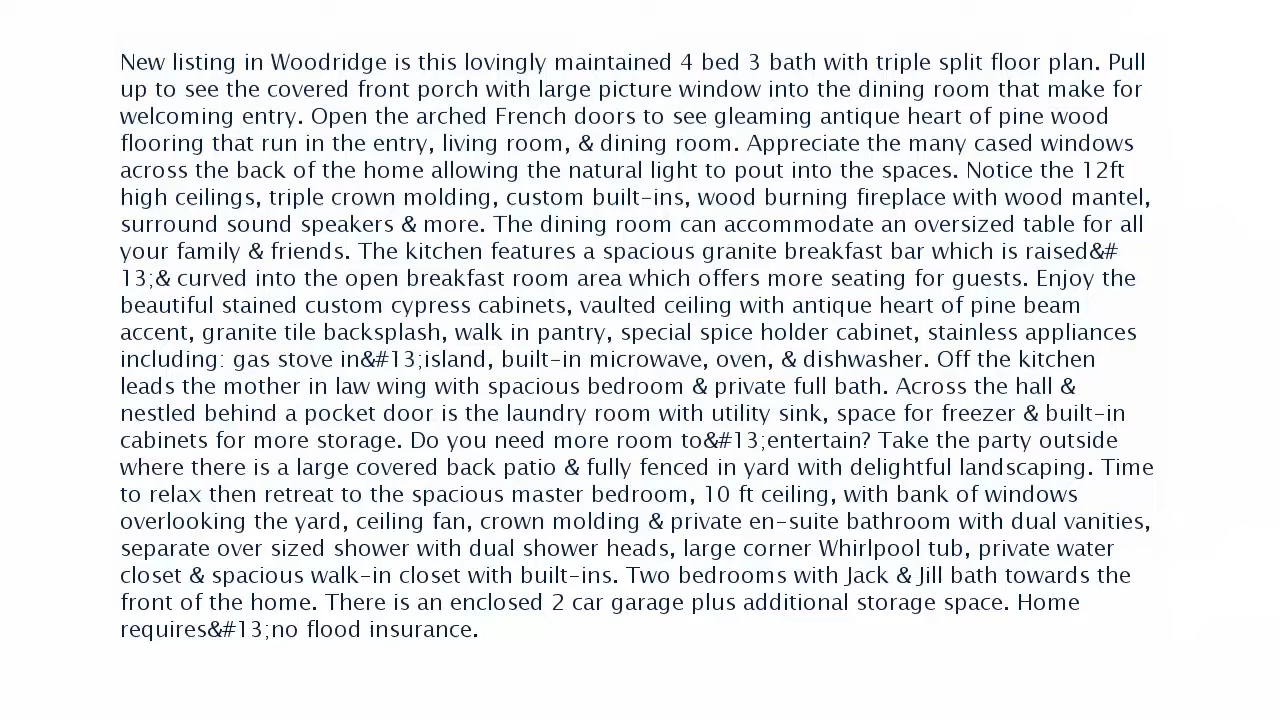 New listing in Woodridge is this lovingly maintained 4 bed 3 bath with triple split floor plan. Pull
up to see the covered front porch with large picture window into the dining room that make for
welcoming entry. Open the arched French doors to see gleaming antique heart of pine wood
flooring that run in the entry, living room, & dining room. Appreciate the many cased windows
across the back of the home allowing the natural light to pout into the spaces. Notice the 12ft
high ceilings, triple crown molding, custom built-ins, wood burning fireplace with wood mantel,
surround sound speakers & more. The dining room can accommodate an oversized table for all
your family & friends. The kitchen features a spacious granite breakfast bar which is raised&#
13;& curved into the open breakfast room area which offers more seating for guests. Enjoy the
beautiful stained custom cypress cabinets, vaulted ceiling with antique heart of pine beam
accent, granite tile backsplash, walk in pantry, special spice holder cabinet, stainless appliances
including: gas stove in&#13;island, built-in microwave, oven, & dishwasher. Off the kitchen
leads the mother in law wing with spacious bedroom & private full bath. Across the hall &
nestled behind a pocket door is the laundry room with utility sink, space for freezer & built-in
cabinets for more storage. Do you need more room to&#13;entertain? Take the party outside
where there is a large covered back patio & fully fenced in yard with delightful landscaping. Time
to relax then retreat to the spacious master bedroom, 10 ft ceiling, with bank of windows
overlooking the yard, ceiling fan, crown molding & private en-suite bathroom with dual vanities,
separate over sized shower with dual shower heads, large corner Whirlpool tub, private water
closet & spacious walk-in closet with built-ins. Two bedrooms with Jack & Jill bath towards the
front of the home. There is an enclosed 2 car garage plus additional storage space. Home
requires&#13;no flood insurance.